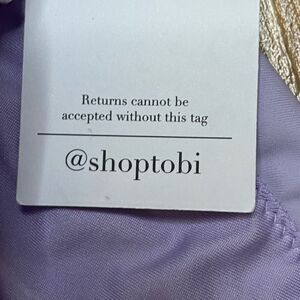 Returns cannot be
accepted without this tag
@shoptobi